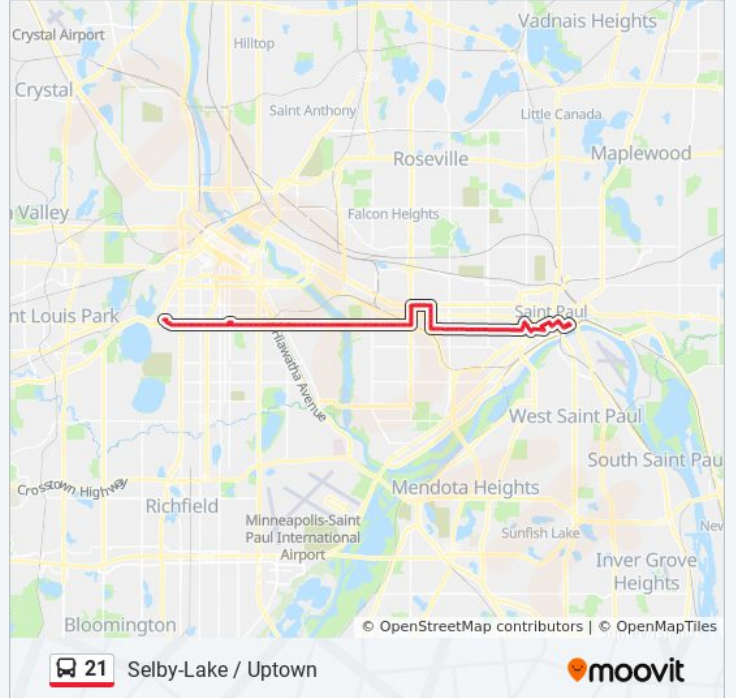 Vadnais Heights
Crystal Airport
Hilltop
Crystal
Saint Anthony
Little Canada
Roseville
Maplewood
Valley
Falcon Heights
nt Louis Park
Saint Paul
Hiawatha Avenue
West Saint Paul
South Saint Pau
Crosstown Highway
Mendota Heights
Richfield
Minneapolis-Saint
Paul International
Airport
Sunfish Lake
New
Inver Grove
Heights
Bloomington
© OpenStreetMap contributors | © OpenMapTiles
21 Selby-Lake / Uptown
moovit